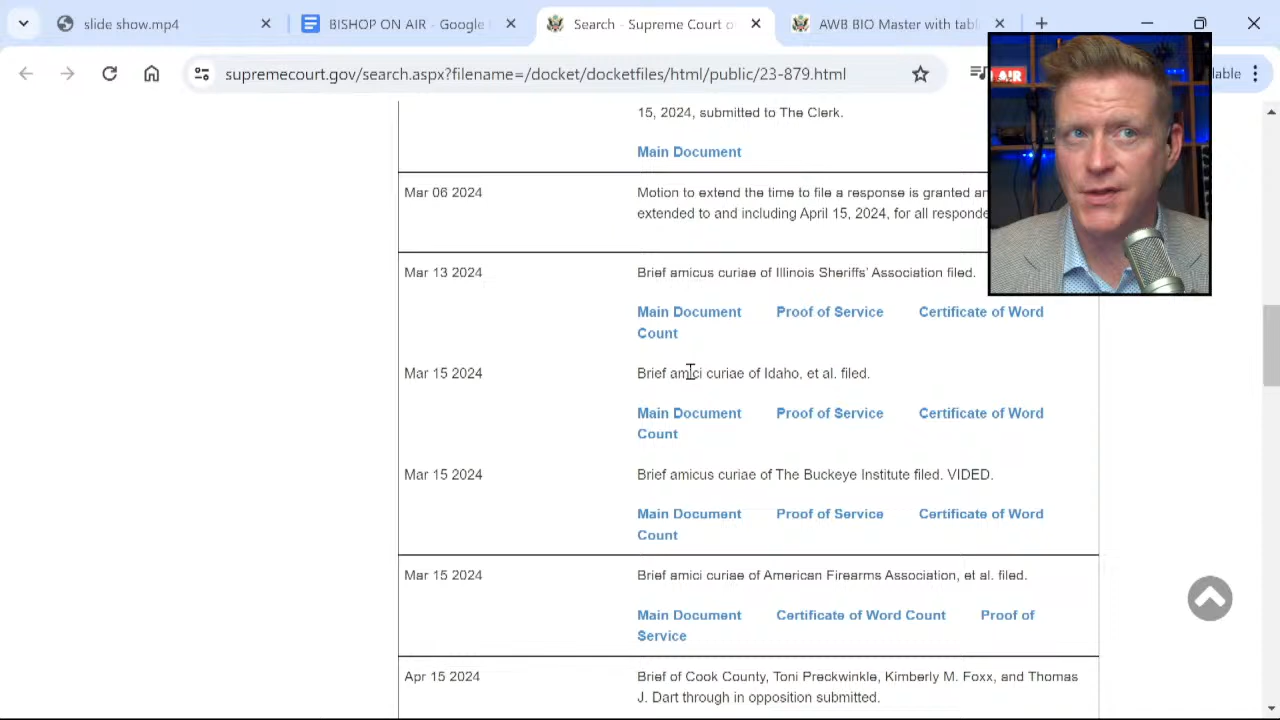 slide show.mp4
BISHOP ON AIR - Google
Search - Supreme Court o
AWB BIO Master with tabl
supremecourt.gov/search.aspx?filename=/docket/docketfiles/html/public/23-879.html
AIR
lable
15, 2024, submitted to The Clerk.
Main Document
Mar 06 2024
Motion to extend the time to file a response is granted an
extended to and including April 15, 2024, for all responde
Mar 13 2024
Brief amicus curiae of Illinois Sheriffs' Association filed.
Main Document Proof of Service Certificate of Word
Count
Mar 15 2024
Brief amici curiae of Idaho, et al. filed.
Main Document Proof of Service Certificate of Word
Count
Mar 15 2024
Brief amicus curiae of The Buckeye Institute filed. VIDED.
Main Document Proof of Service Certificate of Word
Count
Mar 15 2024
Brief amici curiae of American Firearms Association, et al. filed.
Main Document Certificate of Word Count Proof of
Service
Apr 15 2024
Brief of Cook County, Toni Preckwinkle, Kimberly M. Foxx, and Thomas
J. Dart through in opposition submitted.